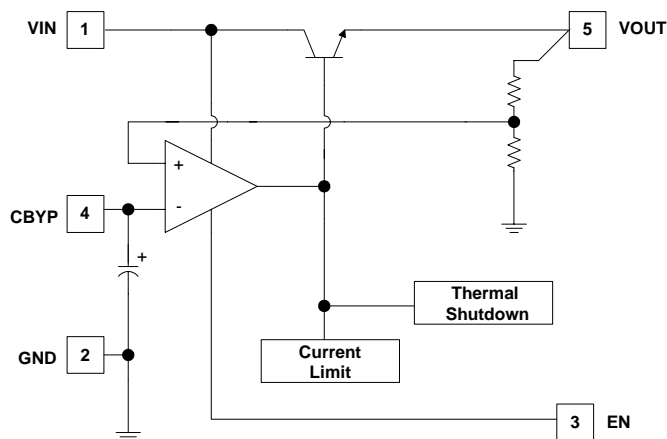 VIN 1
5 VOUT
+
-
CBYP 4
+
Thermal
Shutdown
GND 2
Current
Limit
3 EN